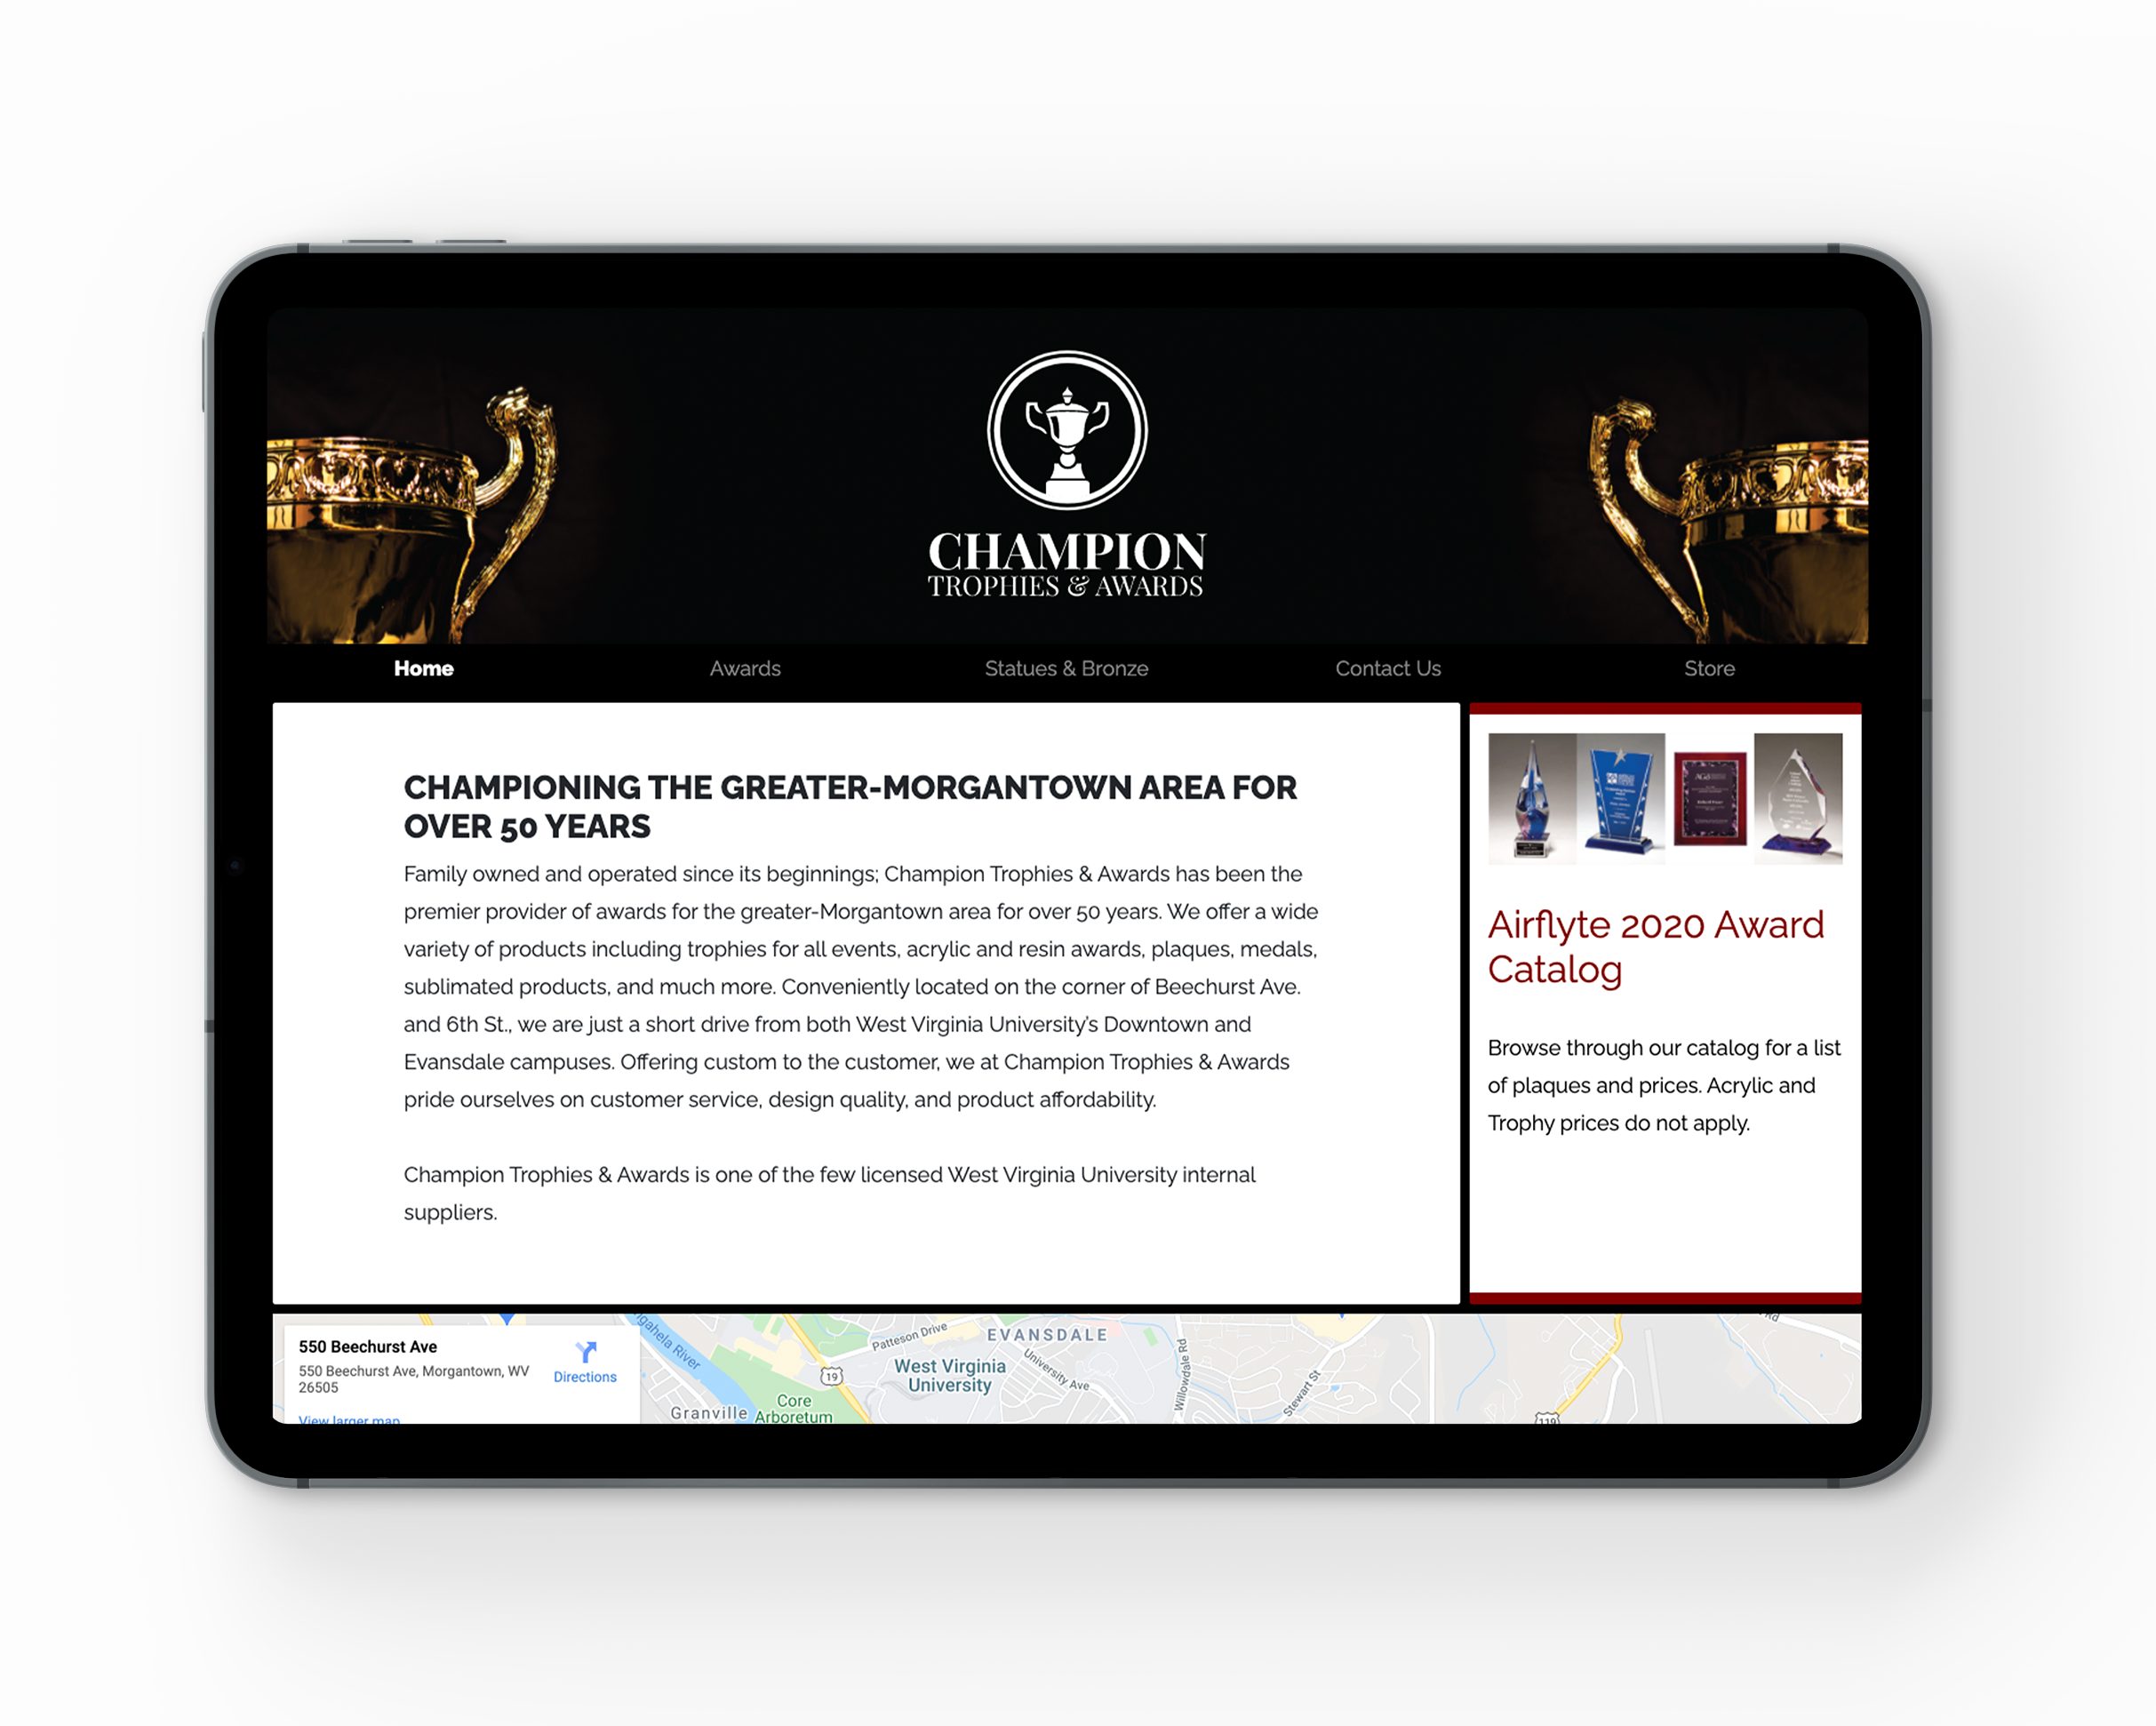 CHAMPION
TROPHIES & AWARDS
Home
Awards
Statues & Bronze
Contact Us
Store
CHAMPIONING THE GREATER-MORGANTOWN AREA FOR
OVER 50 YEARS
Family owned and operated since its beginnings; Champion Trophies & Awards has been the
premier provider of awards for the greater-Morgantown area for over 50 years. We offer a wide
variety of products including trophies for all events, acrylic and resin awards, plaques, medals,
sublimated products, and much more. Conveniently located on the corner of Beechurst Ave.
and 6th St., we are just a short drive from both West Virginia University's Downtown and
Evansdale campuses. Offering custom to the customer, we at Champion Trophies & Awards
pride ourselves on customer service, design quality, and product affordability.
Champion Trophies & Awards is one of the few licensed West Virginia University internal
suppliers.
Airflyte 2020 Award
Catalog
Browse through our catalog for a list
of plaques and prices. Acrylic and
Trophy prices do not apply.
550 Beechurst Ave
550 Beechurst Ave, Morgantown, WV
26505
Directions
View larger map
River
Granville
Core
Arboretum
19
Patteson Drive
EVANSDALE
West Virginia
University
University Ave
Willowdale Rd
Stewart St
119
Rd